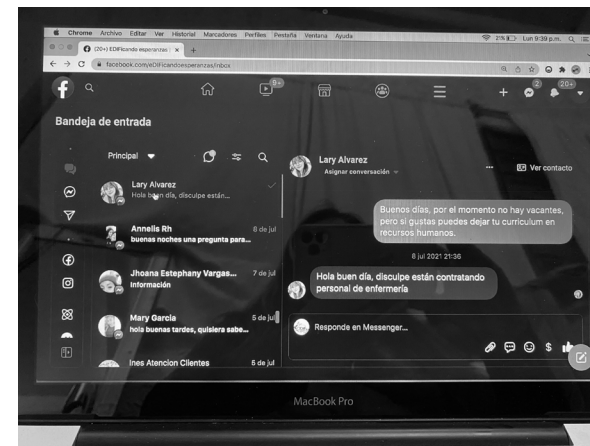 Chrome Archivo Editar Ver Historial Marcadores Perfiles Pestaña Ventana Ayuda
21% Lun 9:39 p.m.
(20+) EDIFicando esperanzas
facebook.com/eDIFicandoesperanzas/inbox
9+
2
20+
Bandeja de entrada
Principal
Lary Alvarez
Hola buen día, disculpe están...
Annelis Rh
8 de jul
buenas noches una pregunta para...
Jhoana Estephany Vargas...
7 de jul
Información
Mary Garcia
5 de jul
hola buenas tardes, quisiera sabe...
Ines Atencion Clientes
5 de jul
Lary Alvarez
Asignar conversación
Ver contacto
Buenos días, por el momento no hay vacantes,
pero si gustas puedes dejar tu curriculum en
recursos humanos.
8 jul 2021 21:36
Hola buen día, disculpe están contratando
personal de enfermería
Responde en Messenger...
MacBook Pro